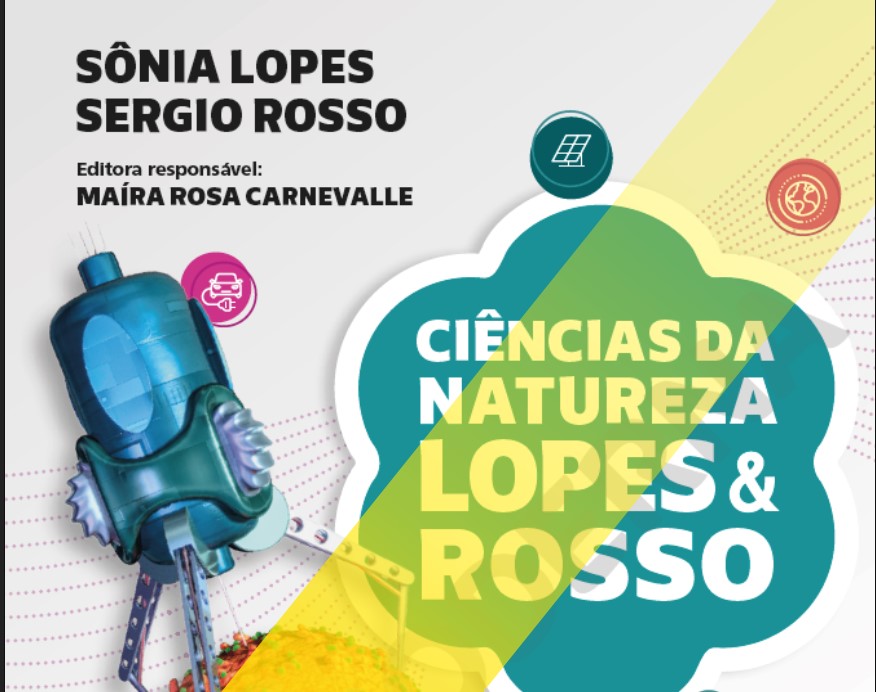 SÔNIA LOPES
SERGIO ROSSO
Editora responsável:
MAÍRA ROSA CARNEVALLE
CIÊNCIAS DA
NATUREZA
LOPES &
ROSSO